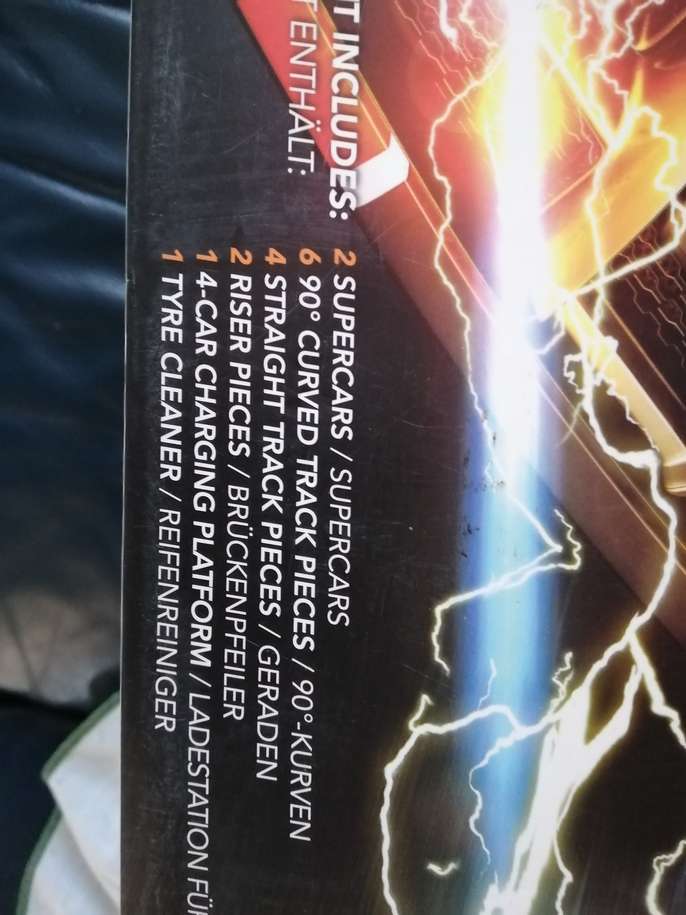 INCLUDES:
ENTHÄLT:
2 SUPERCARS / SUPERCARS
6 90° CURVED TRACK PIECES / 90°-KURVEN
4 STRAIGHT TRACK PIECES / GERADEN
2 RISER PIECES / BRÜCKENPFEILER
1 4-CAR CHARGING PLATFORM / LADESTATION
1 TYRE CLEANER / REIFENREINIGER